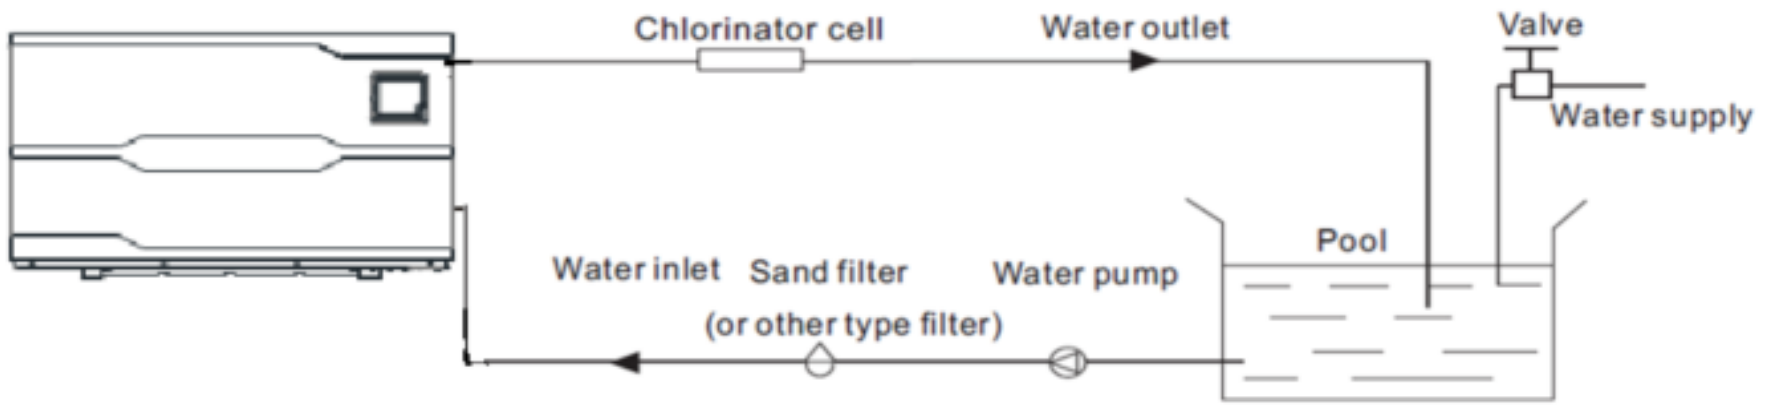 Chlorinator cell
Water outlet
Valve
Water supply
Pool
Water inlet
Sand filter
(or other type filter)
Water pump